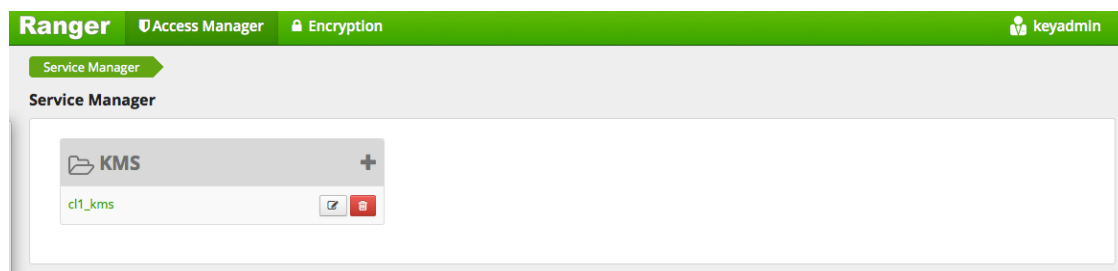 Ranger Access Manager Encryption keyadmin
Service Manager
Service Manager
KMS
cl1_kms